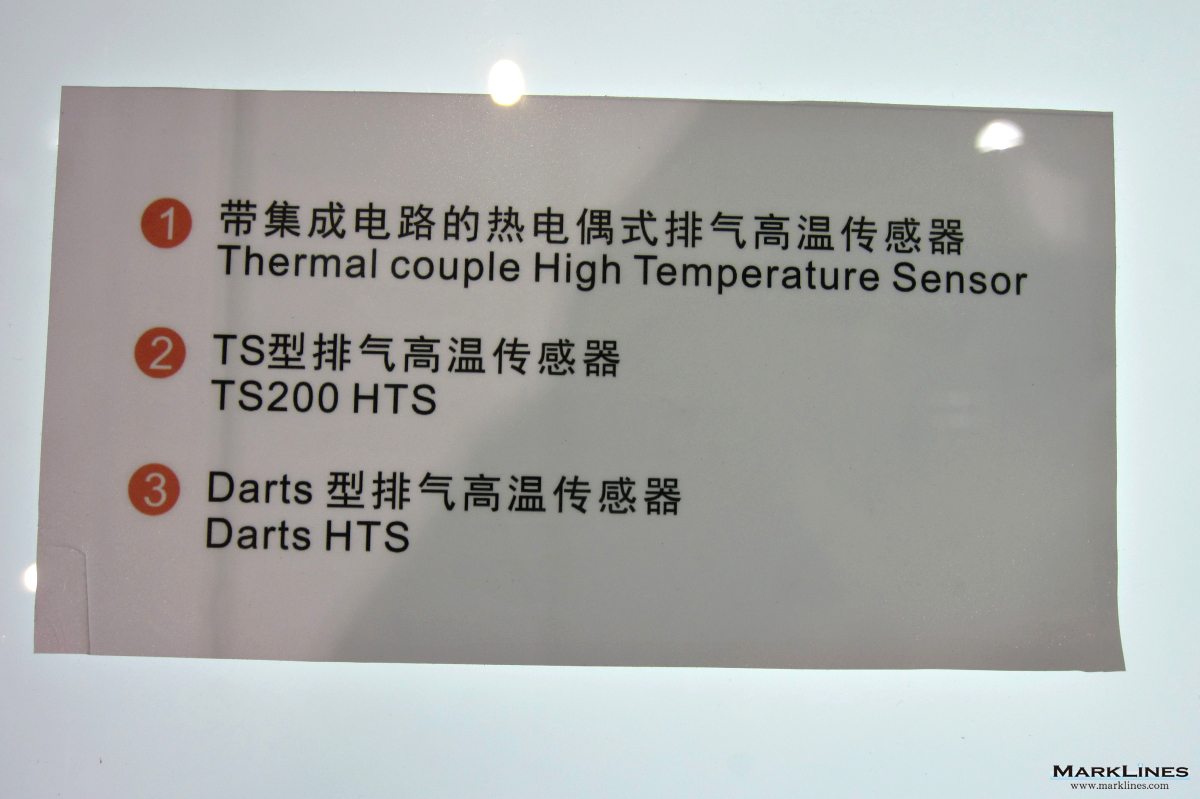 1 带集成电路的热电偶式排气高温传感器
Thermal couple High Temperature Sensor
2 TS型排气高温传感器
TS200 HTS
3 Darts 型排气高温传感器
Darts HTS
MARKLINES
www.marklines.com